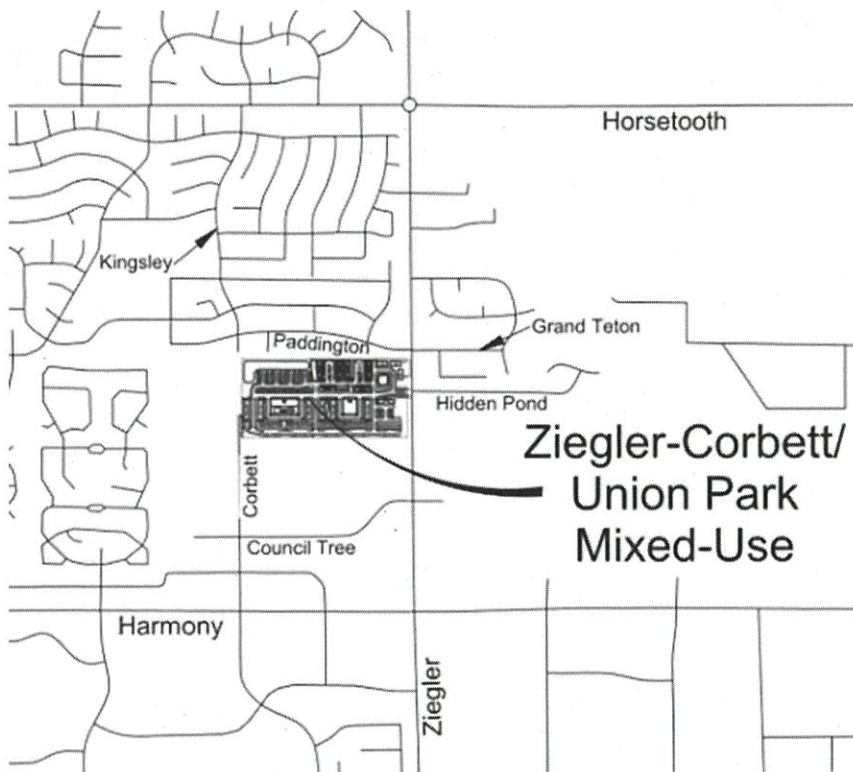 Horsetooth
Kingsley
Grand Teton
Paddington
Hidden Pond
Ziegler-Corbett/
Union Park
Mixed-Use
Corbett
Council Tree
Harmony
Ziegler